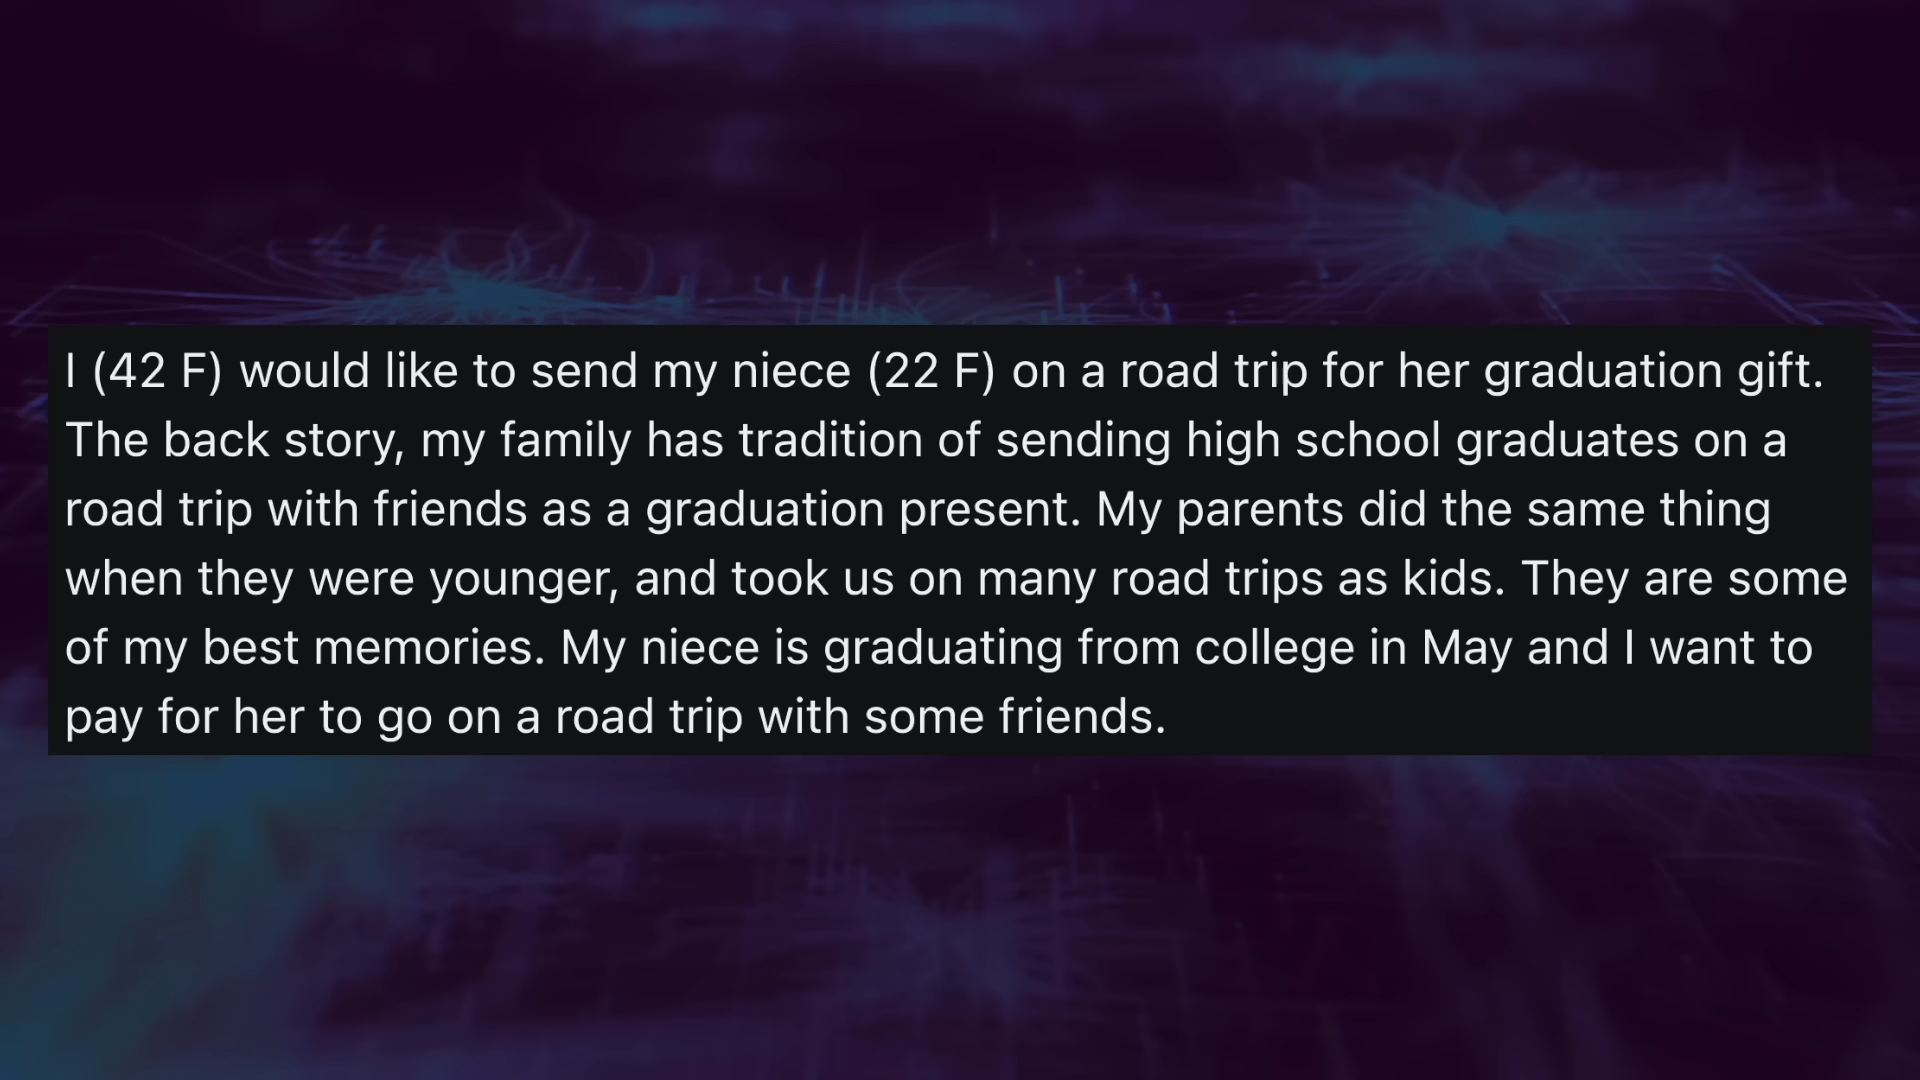 I (42 F) would like to send my niece (22 F) on a road trip for her graduation gift.
The back story, my family has tradition of sending high school graduates on a
road trip with friends as a graduation present. My parents did the same thing
when they were younger, and took us on many road trips as kids. They are some
of my best memories. My niece is graduating from college in May and I want to
pay for her to go on a road trip with some friends.